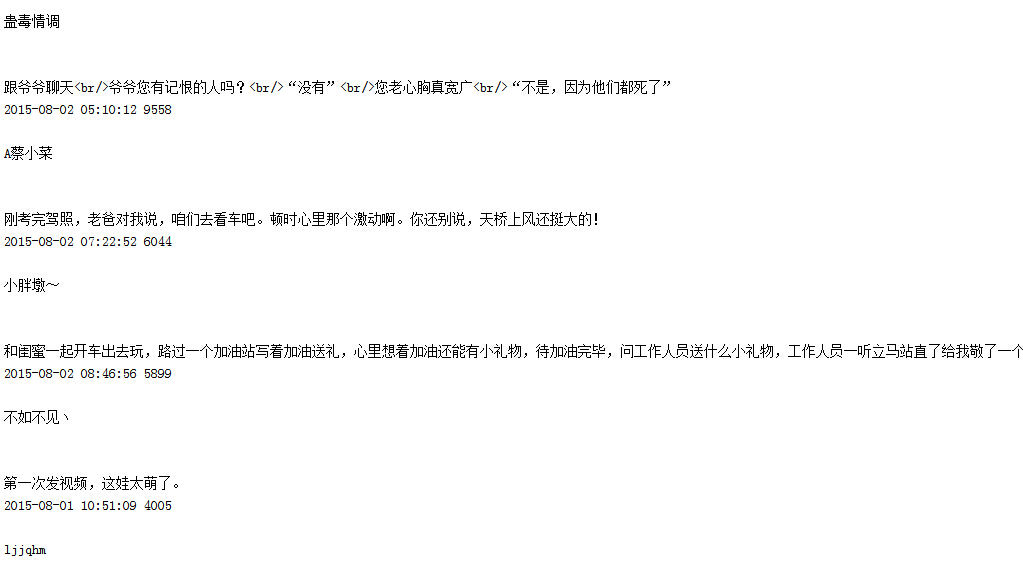 蛊毒情调
跟爷爷聊天<br/>爷爷您有记恨的人吗？<br/>“没有”<br/>您老心胸真宽广<br/>“不是，因为他们都死了”
2015-08-02 05:10:12 9558
A蔡小菜
刚考完驾照，老爸对我说，咱们去看车吧。顿时心里那个激动啊。你还别说，天桥上风还挺大的！
2015-08-02 07:22:52 6044
小胖墩～
和闺蜜一起开车出去玩，路过一个加油站写着加油送礼，心里想着加油还能有小礼物，待加油完毕，问工作人员送什么小礼物，工作人员一听立马站直了给我敬了一个
2015-08-02 08:46:56 5899
不如不见丶
第一次发视频，这娃太萌了。
2015-08-01 10:51:09 4005
ljjqhm